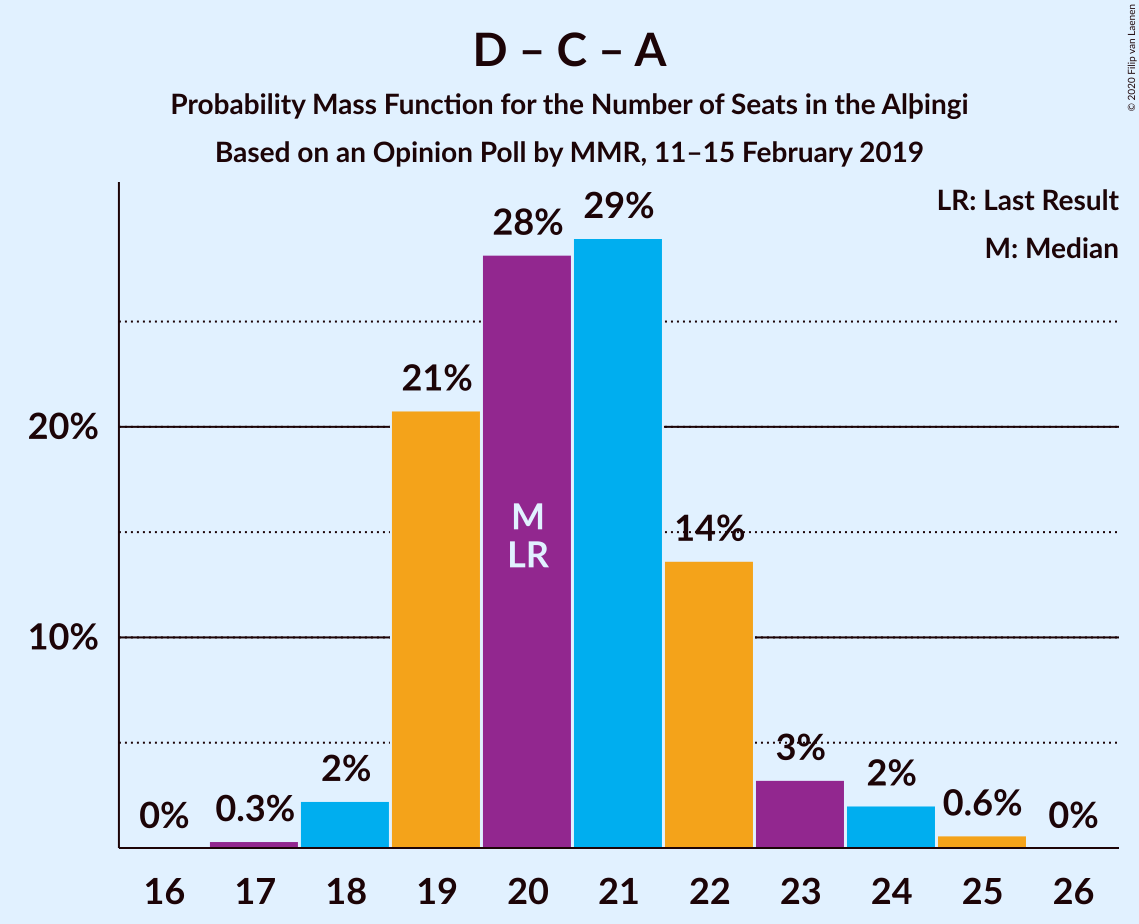 D – C – A
Probability Mass Function for the Number of Seats in the Alþingi
Based on an Opinion Poll by MMR, 11–15 February 2019
© 2020 Filip van Laenen
LR: Last Result
M: Median
20%
10%
0%
0.3%
2%
21%
28%
29%
14%
3%
2%
0.6%
0%
M
LR
16 17 18 19 20 21 22 23 24 25 26